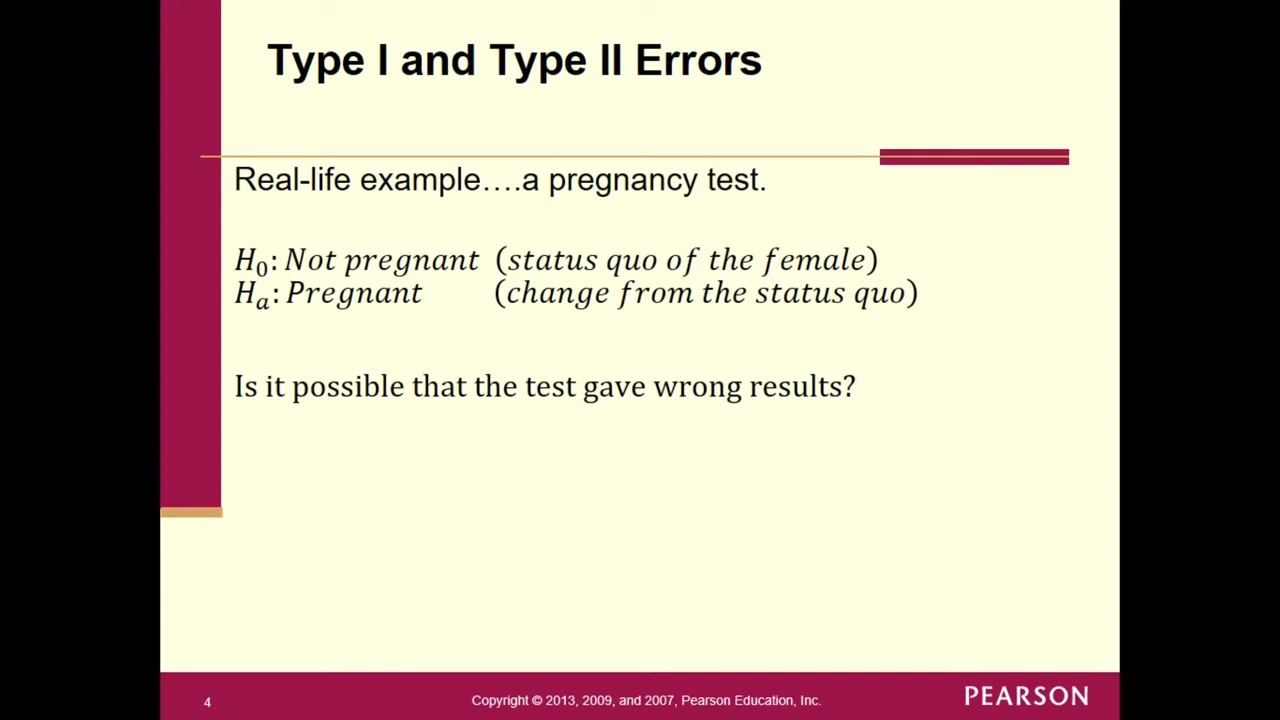 Type I and Type II Errors
Real-life example….a pregnancy test.
H₀: Not pregnant (status quo of the female)
Hₐ: Pregnant (change from the status quo)
Is it possible that the test gave wrong results?
4
Copyright © 2013, 2009, and 2007, Pearson Education, Inc.
PEARSON